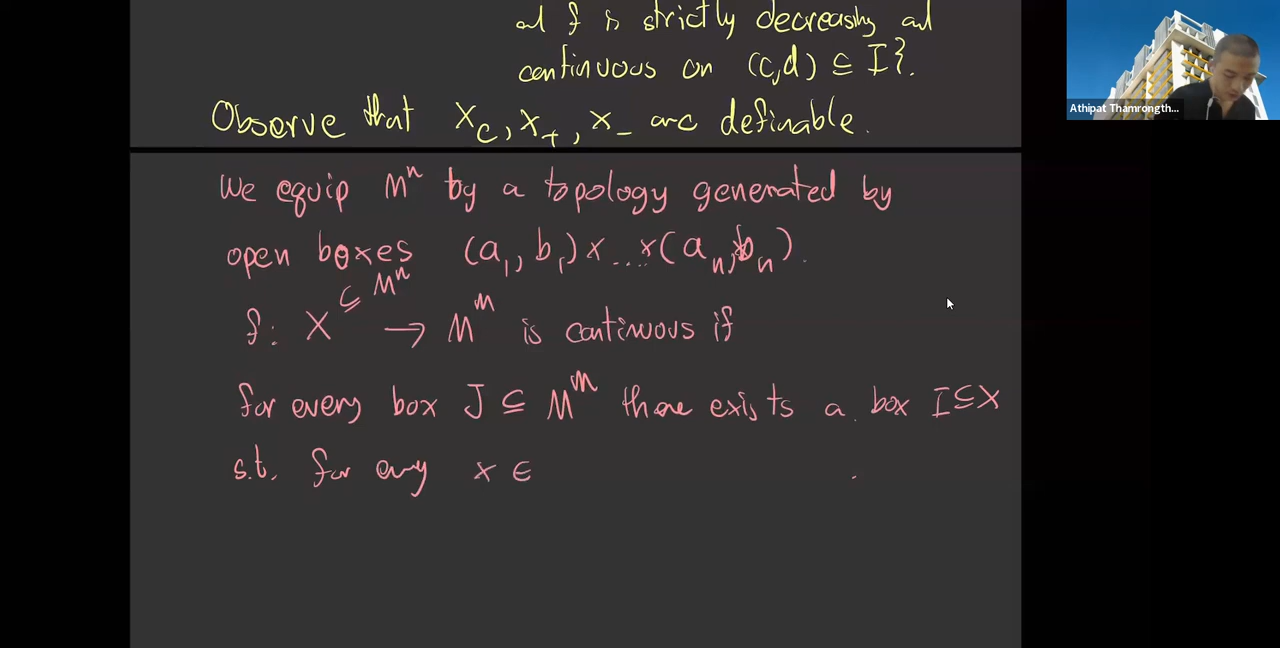 and f is strictly decreasing and
continuous on (c,d) ⊆ I}.
Observe that X_c, X_+, X_- are definable.
Athipat Thamrongth...
We equip M^n by a topology generated by
open boxes (a_1, b_1) x ... x (a_n, b_n).
f: X ⊆ M^n → M^m is continuous if
for every box J ⊆ M^m there exists a box I ⊆ X
s.t. for any x ∈